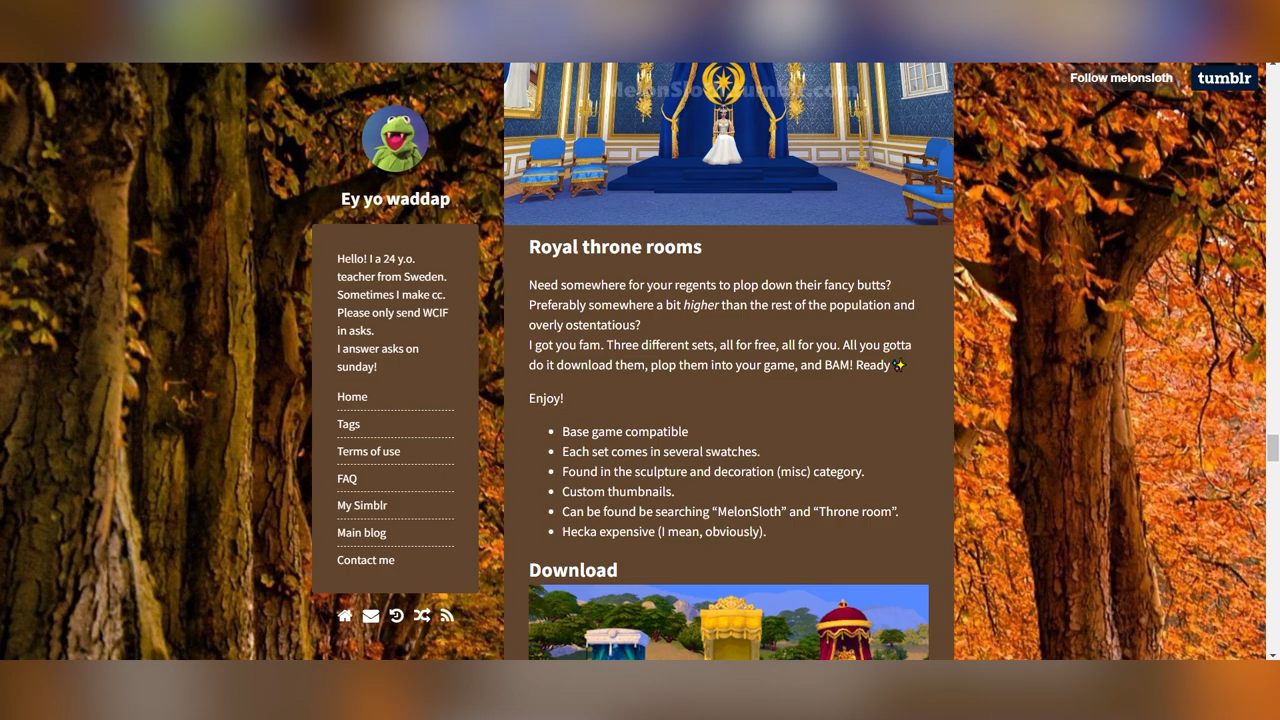 Follow melonsloth
tumblr
MelonSloth.tumblr.com
Ey yo waddap
Hello! I a 24 y.o.
teacher from Sweden.
Sometimes I make cc.
Please only send WCIF
in asks.
I answer asks on
sunday!
Home
Tags
Terms of use
FAQ
My Simblr
Main blog
Contact me
Royal throne rooms
Need somewhere for your regents to plop down their fancy butts?
Preferably somewhere a bit higher than the rest of the population and
overly ostentatious?
I got you fam. Three different sets, all for free, all for you. All you gotta
do it download them, plop them into your game, and BAM! Ready✨
Enjoy!
• Base game compatible
• Each set comes in several swatches.
• Found in the sculpture and decoration (misc) category.
• Custom thumbnails.
• Can be found be searching “MelonSloth” and “Throne room”.
• Hecka expensive (I mean, obviously).
Download